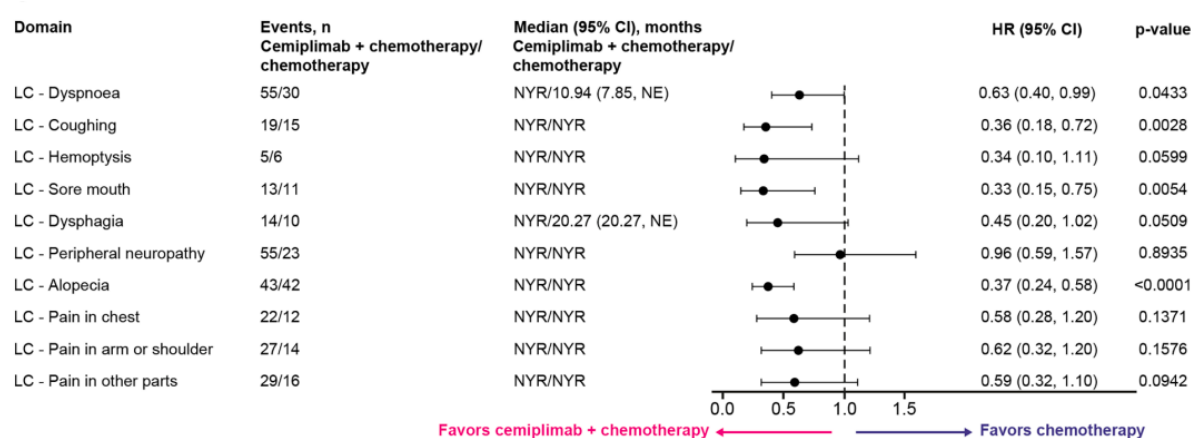 Domain Events, n Median (95% CI), months HR (95% CI) p-value
Cemiplimab + chemotherapy/ Cemiplimab + chemotherapy/
chemotherapy chemotherapy
LC - Dyspnoea 55/30 NYR/10.94 (7.85, NE) 0.63 (0.40, 0.99) 0.0433
LC - Coughing 19/15 NYR/NYR 0.36 (0.18, 0.72) 0.0028
LC - Hemoptysis 5/6 NYR/NYR 0.34 (0.10, 1.11) 0.0599
LC - Sore mouth 13/11 NYR/NYR 0.33 (0.15, 0.75) 0.0054
LC - Dysphagia 14/10 NYR/20.27 (20.27, NE) 0.45 (0.20, 1.02) 0.0509
LC - Peripheral neuropathy 55/23 NYR/NYR 0.96 (0.59, 1.57) 0.8935
LC - Alopecia 43/42 NYR/NYR 0.37 (0.24, 0.58) <0.0001
LC - Pain in chest 22/12 NYR/NYR 0.58 (0.28, 1.20) 0.1371
LC - Pain in arm or shoulder 27/14 NYR/NYR 0.62 (0.32, 1.20) 0.1576
LC - Pain in other parts 29/16 NYR/NYR 0.59 (0.32, 1.10) 0.0942
0.0 0.5 1.0 1.5
Favors cemiplimab + chemotherapy Favors chemotherapy